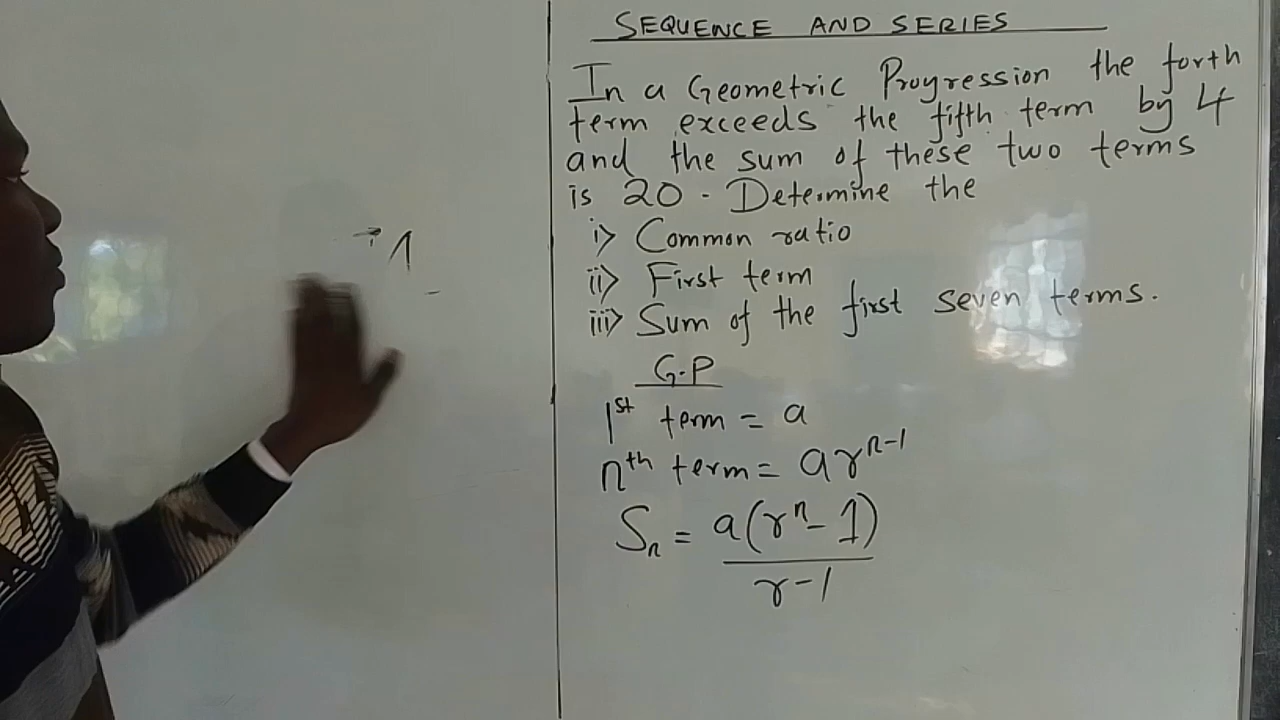 SEQUENCE AND SERIES
In a Geometric Progression the forth
term exceeds the fifth term by 4
and the sum of these two terms
is 20. Determine the
i> Common ratio
ii> First term
iii> Sum of the first seven terms.
G.P
1st term = a
nth term = ar^n-1
Sn = a(r^n - 1)
r-1